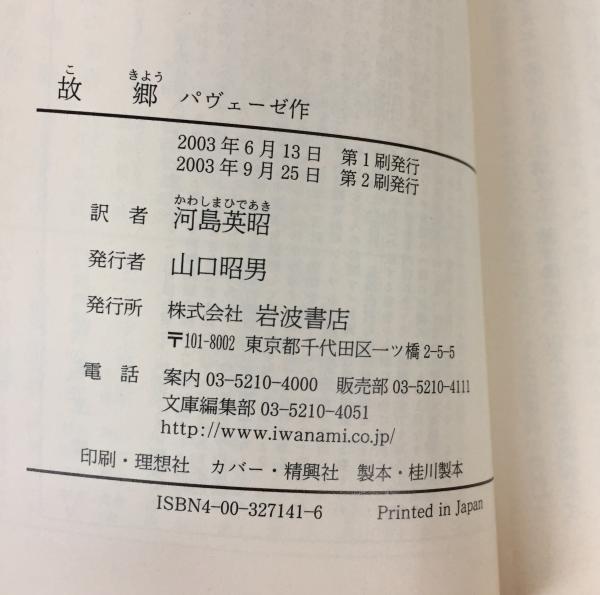 こ きよう
故 郷 パヴェーゼ作
2003年6月13日 第1刷発行
2003年9月25日 第2刷発行
かわしまひであき
訳者 河島英昭
発行者 山口昭男
発行所 株式会社 岩波書店
〒101-8002 東京都千代田区一ツ橋2-5-5
電話 案内 03-5210-4000 販売部 03-5210-4111
文庫編集部 03-5210-4051
http://www.iwanami.co.jp/
印刷・理想社 カバー・精興社 製本・桂川製本
ISBN4-00-327141-6 Printed in Japan